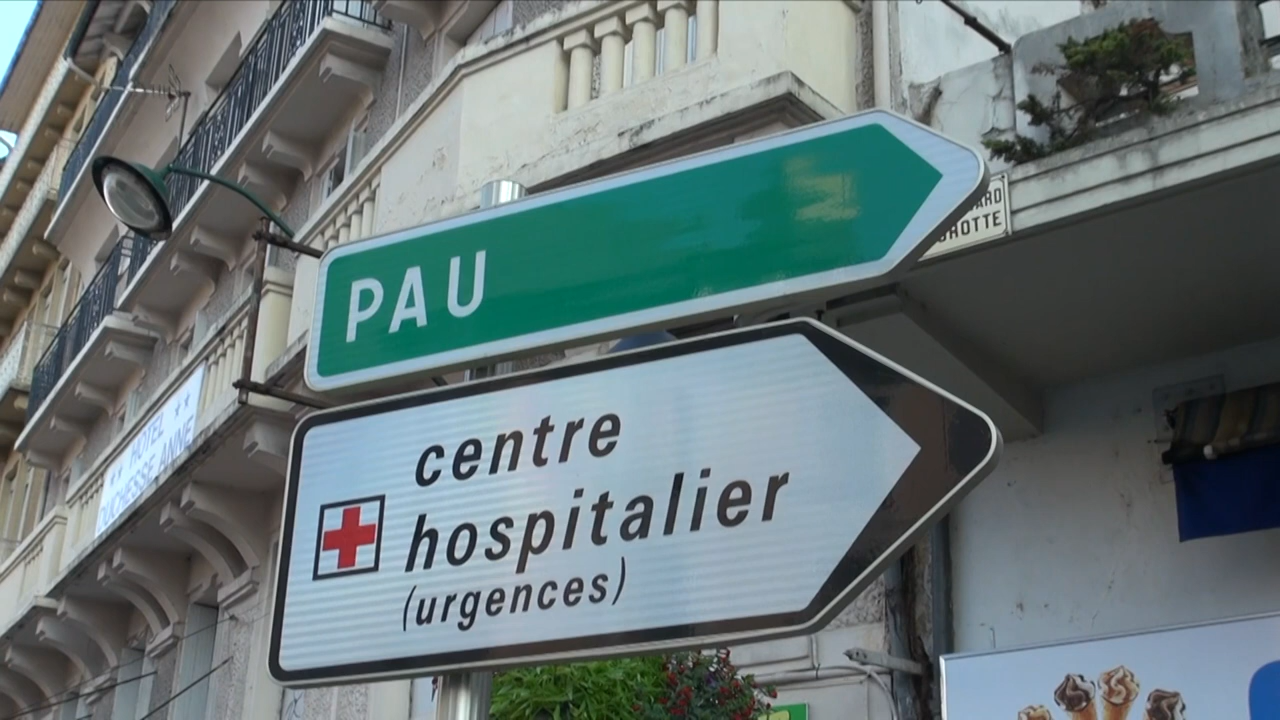 PAU
centre
hospitalier
(urgences)
** HOTEL **
DUCHESSE ANNE